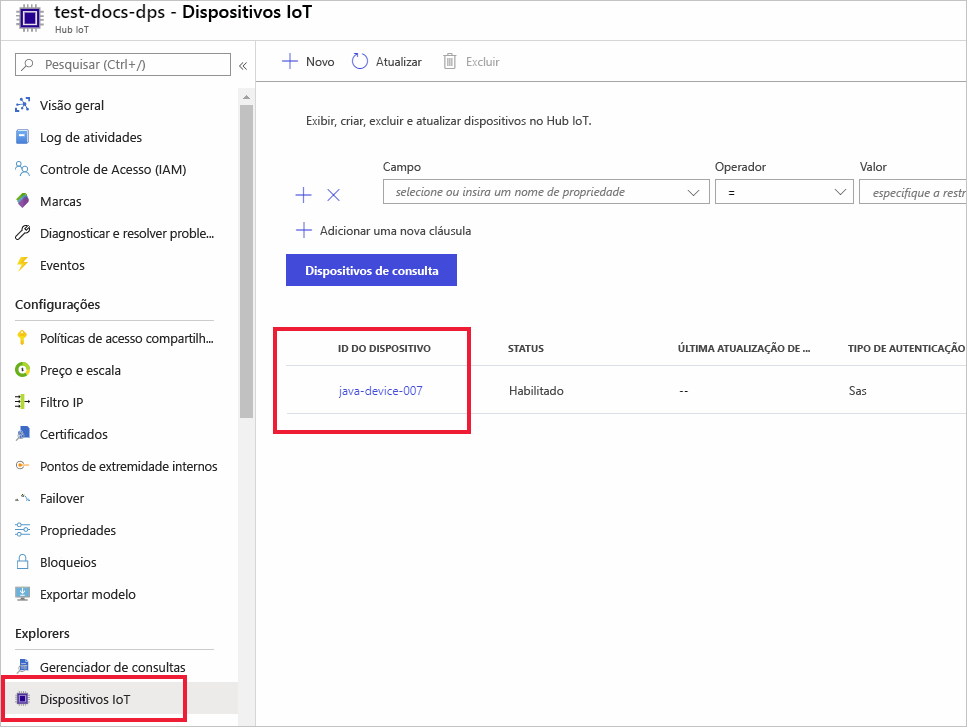 test-docs-dps - Dispositivos IoT
Hub IoT
Pesquisar (Ctrl+/)
«
Visão geral
Log de atividades
Controle de Acesso (IAM)
Marcas
Diagnosticar e resolver proble...
Eventos
Configurações
Políticas de acesso compartilh...
Preço e escala
Filtro IP
Certificados
Pontos de extremidade internos
Failover
Propriedades
Bloqueios
Exportar modelo
Explorers
Gerenciador de consultas
Dispositivos IoT
Novo Atualizar Excluir
Exibir, criar, excluir e atualizar dispositivos no Hub IoT.
Campo Operador Valor
selecione ou insira um nome de propriedade = especifique a restr
Adicionar uma nova cláusula
Dispositivos de consulta
ID DO DISPOSITIVO STATUS ÚLTIMA ATUALIZAÇÃO DE ... TIPO DE AUTENTICAÇÃO
java-device-007 Habilitado -- Sas